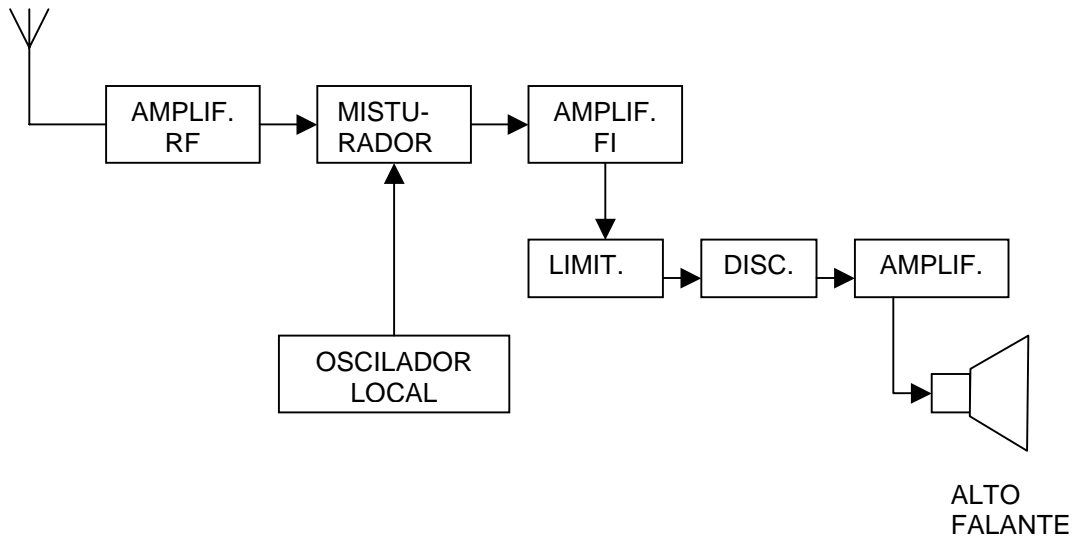 AMPLIF.
RF
MISTU-
RADOR
AMPLIF.
FI
LIMIT.
DISC.
AMPLIF.
OSCILADOR
LOCAL
ALTO
FALANTE